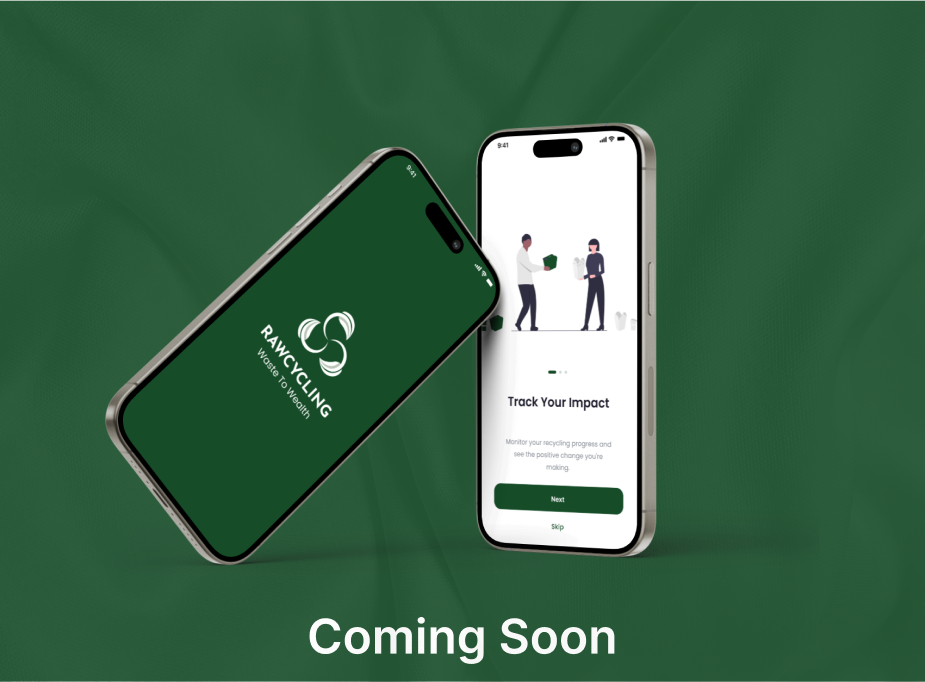 9:41
RAWCYCLING
Waste To Wealth
9:41
Track Your Impact
Monitor your recycling progress and
see the positive change you're
making.
Next
Skip
Coming Soon